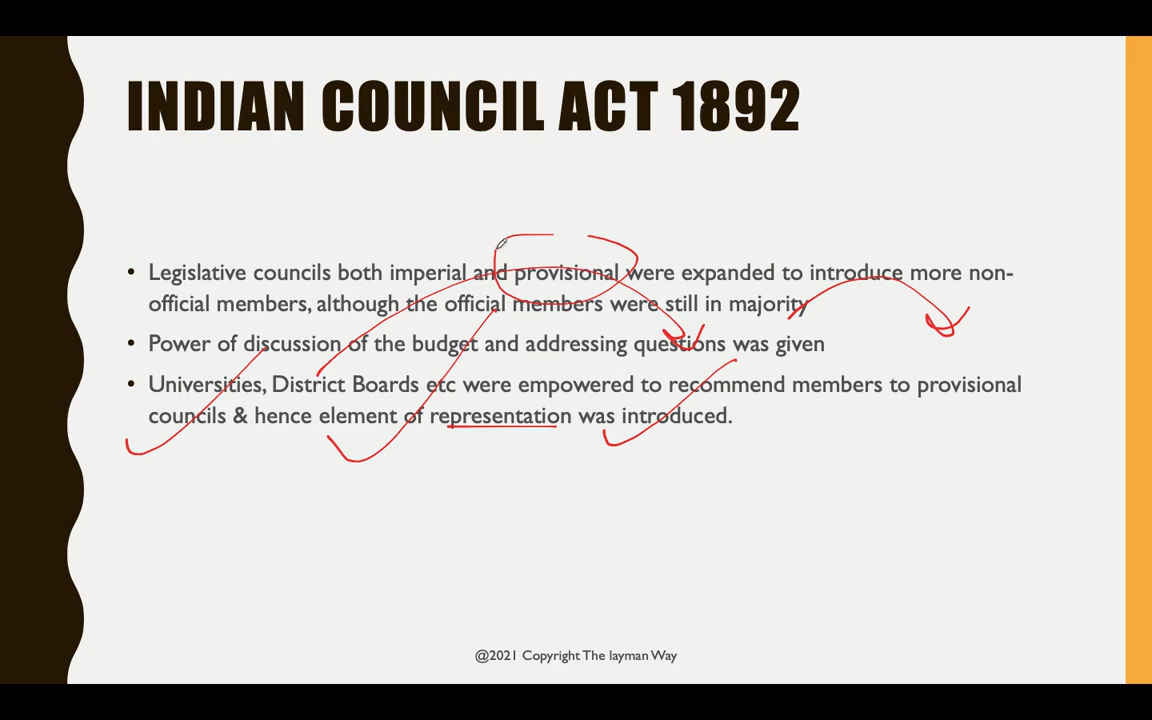 INDIAN COUNCIL ACT 1892
• Legislative councils both imperial and provisional were expanded to introduce more non-
official members, although the official members were still in majority
• Power of discussion of the budget and addressing questions was given
• Universities, District Boards etc were empowered to recommend members to provisional
councils & hence element of representation was introduced.
@2021 Copyright The layman Way